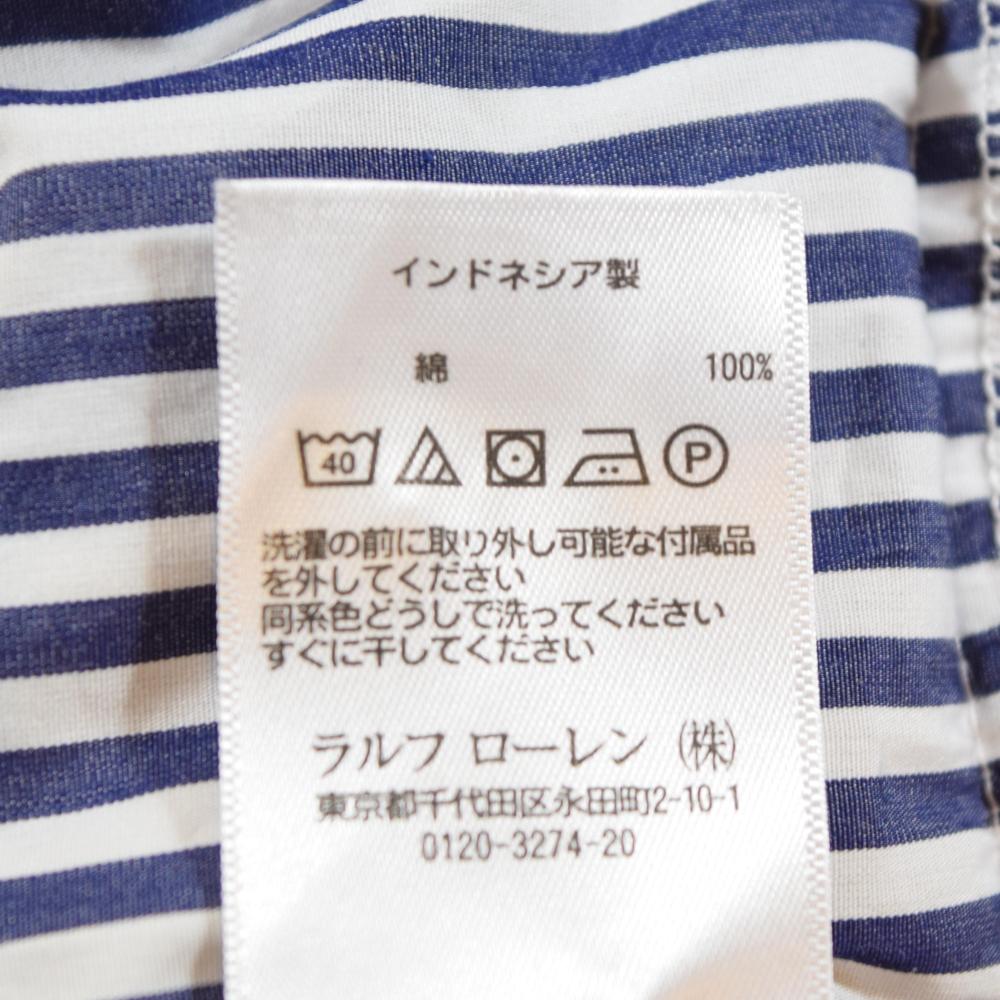 インドネシア製
綿 100%
40 P
洗濯の前に取り外し可能な付属品
を外してください
同系色どうしで洗ってください
すぐに干してください
ラルフ ローレン (株)
東京都千代田区永田町2-10-1
0120-3274-20